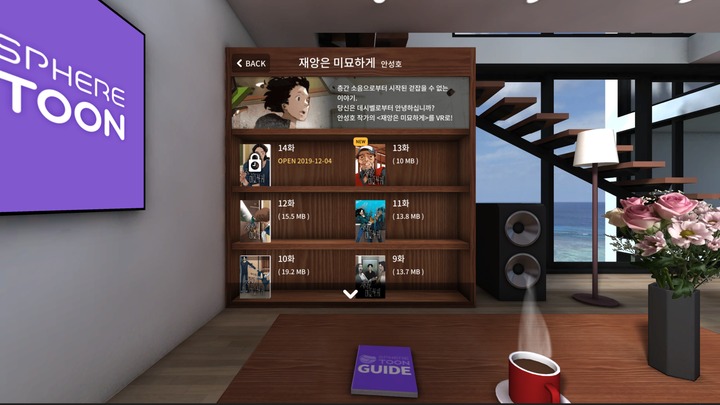 SPHERE
TOON
BACK
재앙은 미묘하게 안성호
층간 소음으로부터 시작된 걷잡을 수 없는
이야기.
당신은 데시벨로부터 안녕하십니까?
안성호 작가의 <재앙은 미묘하게>를 VR로!
14화
OPEN 2019-12-04
NEW
13화
( 10 MB )
12화
( 15.5 MB )
11화
( 13.8 MB )
10화
( 19.2 MB )
9화
( 13.7 MB )
TOON
GUIDE